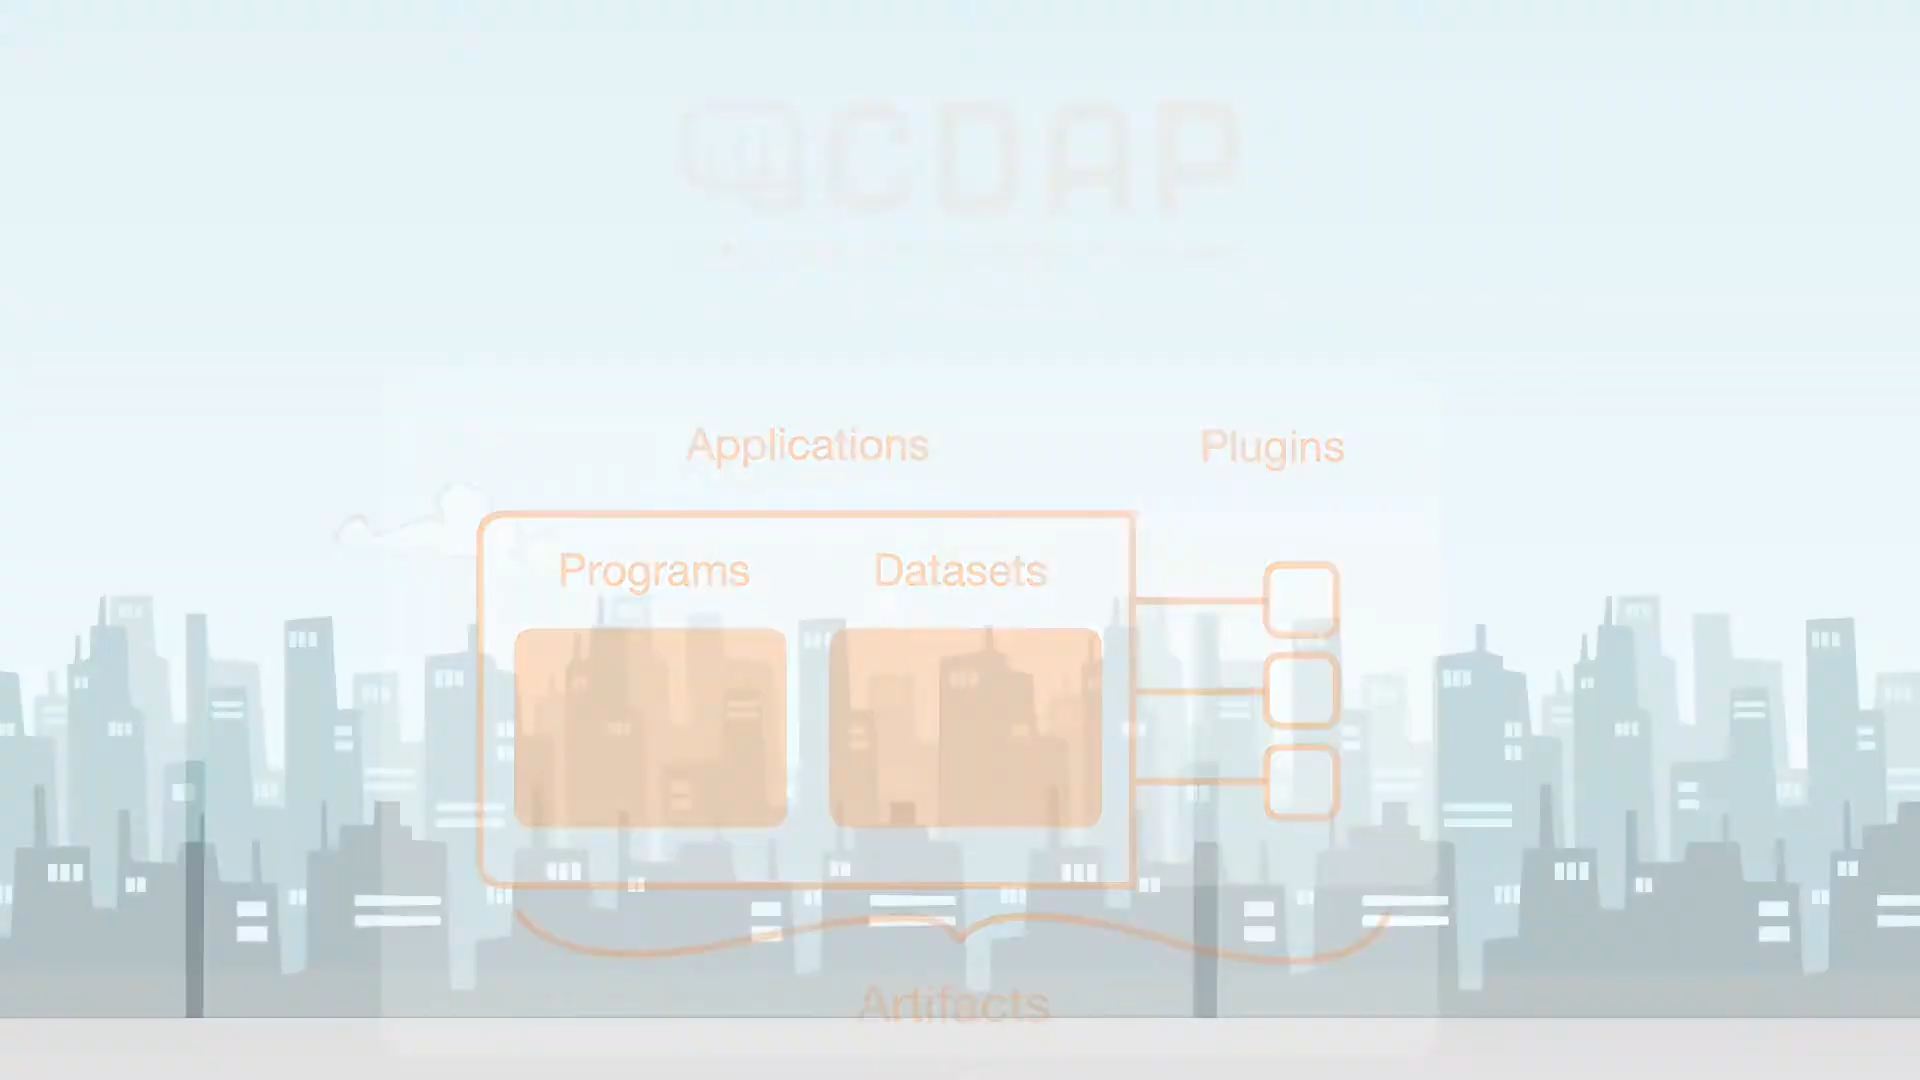 CDAP
Applications
Plugins
Programs
Datasets
Artifacts